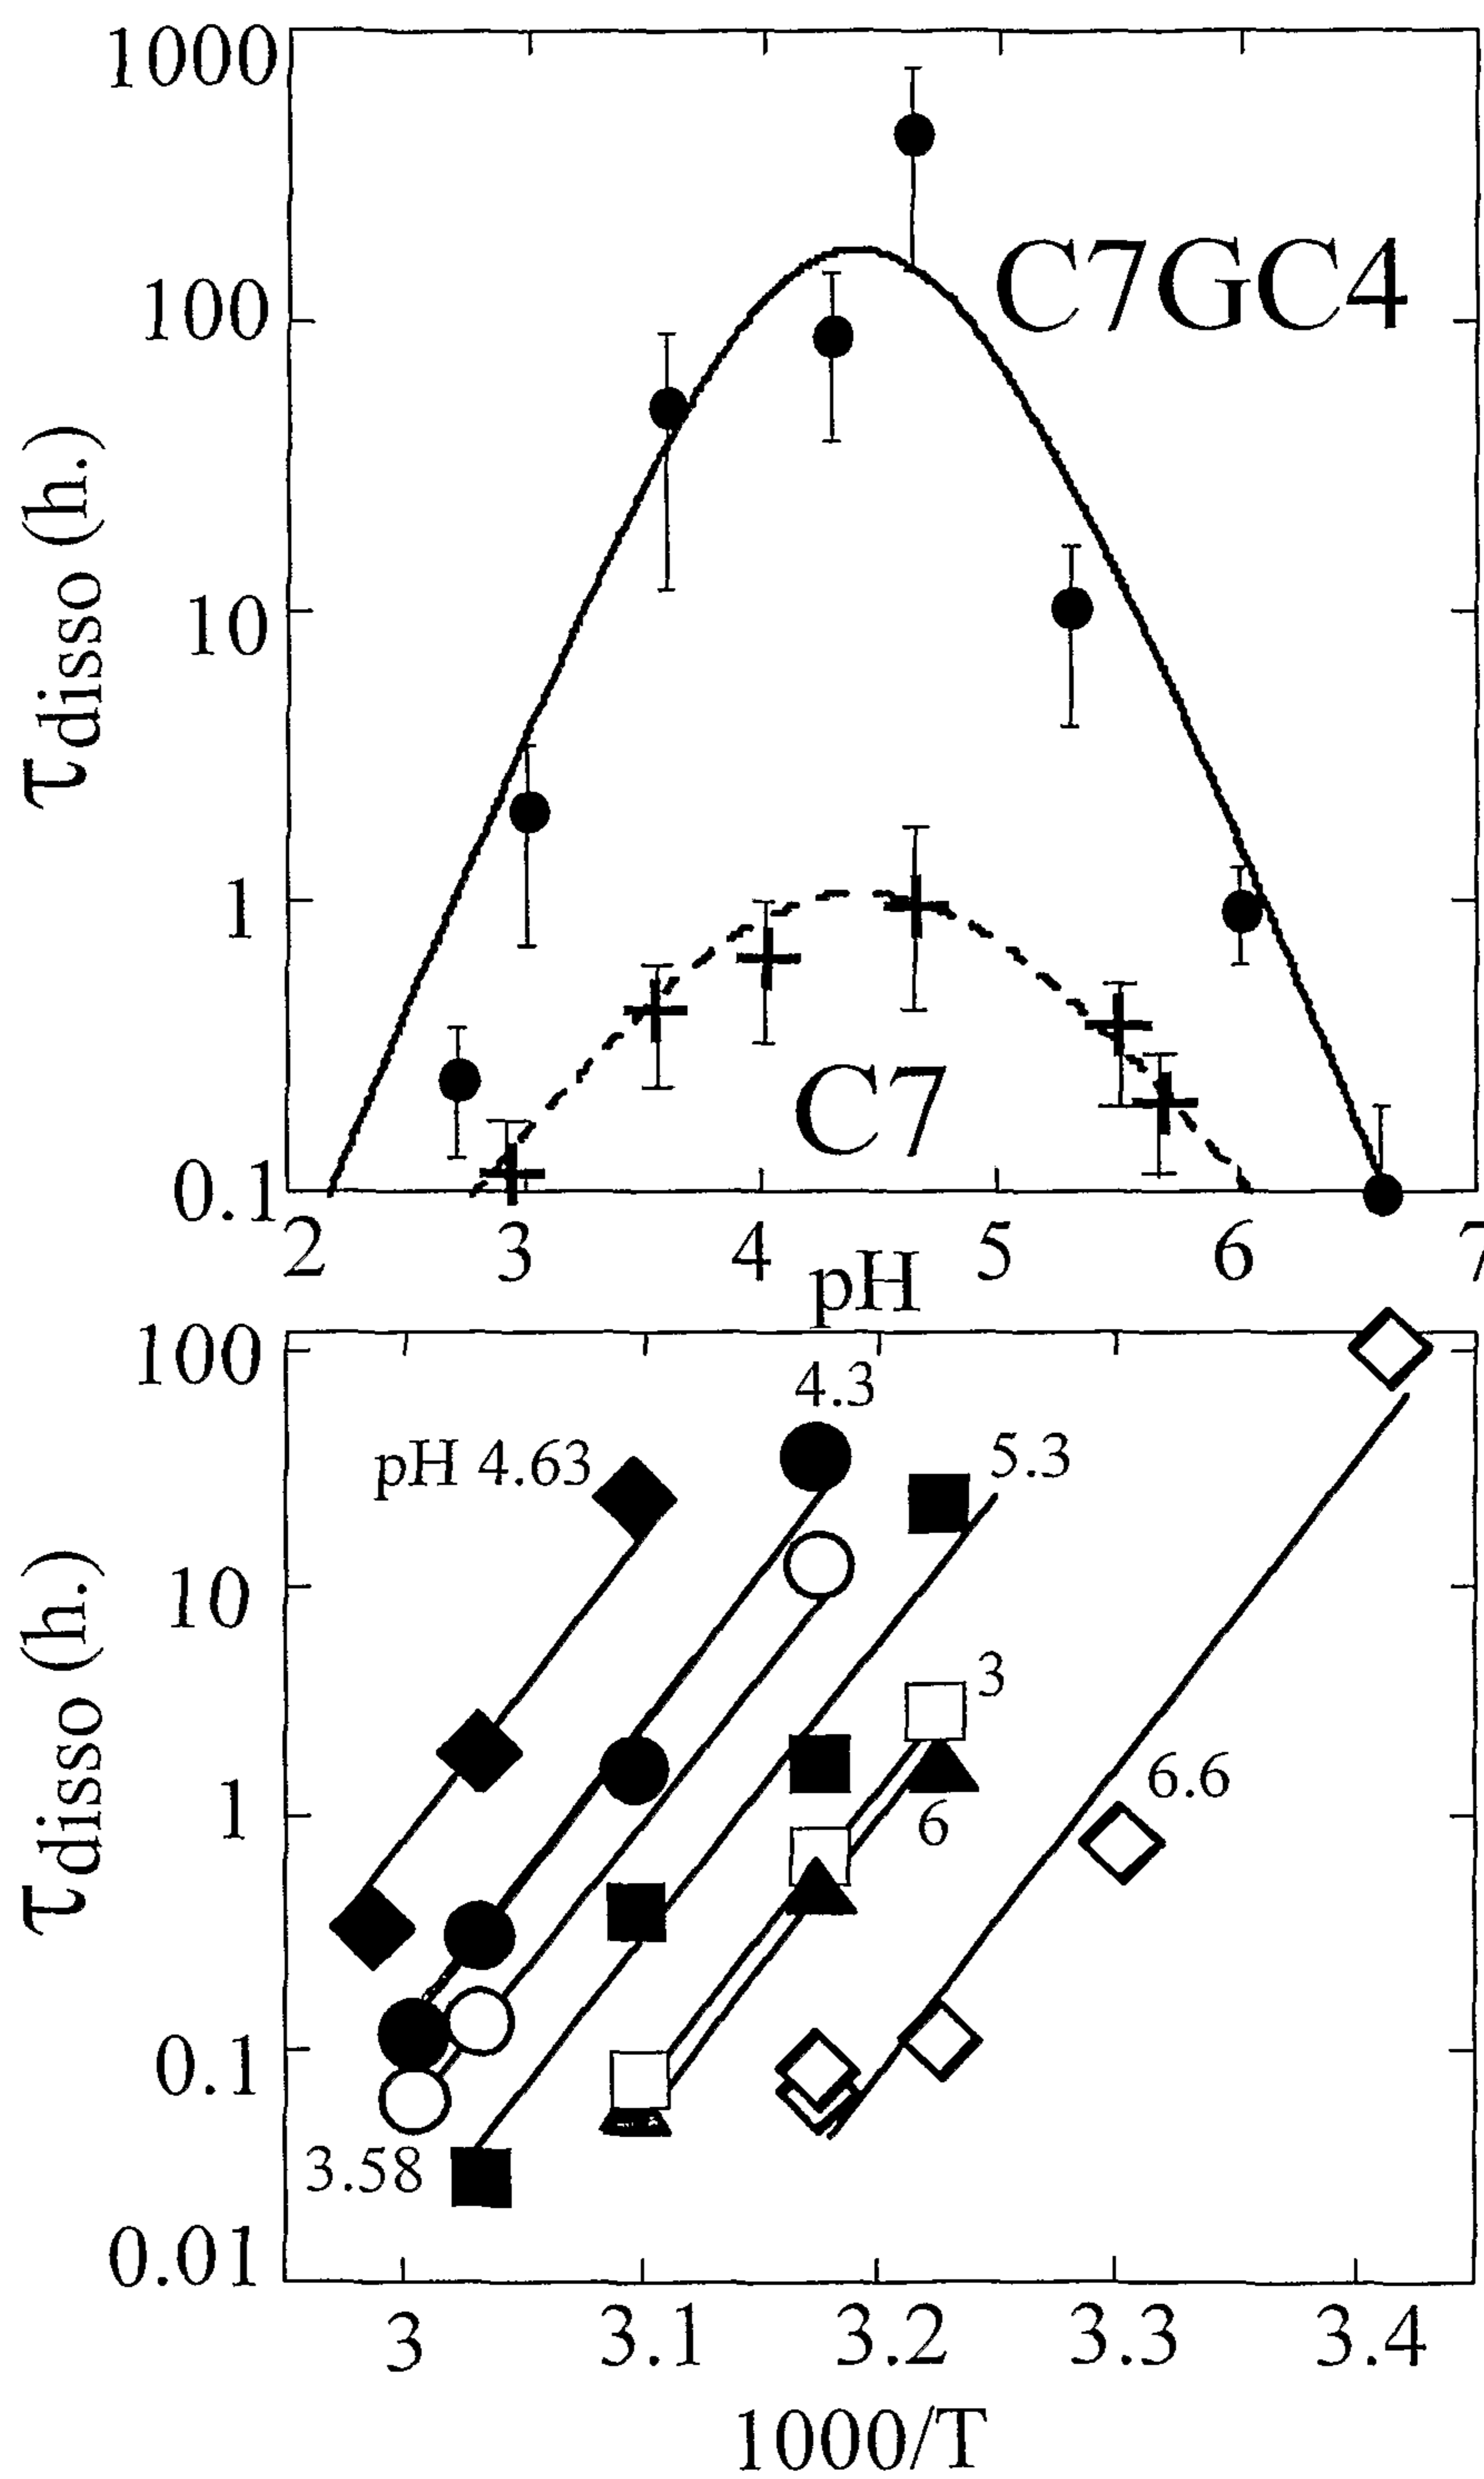 1000
C7GC4
100
τdisso (h.)
10
1
C7
0.1
2 3 4 5 6 7
pH
100
4.3
pH 4.63
5.3
10
τdisso (h.)
3
6.6
1
6
0.1
3.58
0.01
3 3.1 3.2 3.3 3.4
1000/T